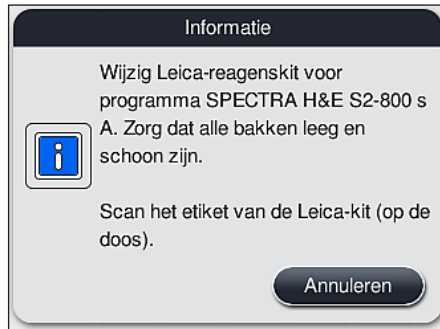 Informatie
Wijzig Leica-reagenskit voor
programma SPECTRA H&E S2-800 s
A. Zorg dat alle bakken leeg en
schoon zijn.
Scan het etiket van de Leica-kit (op de
doos).
Annuleren